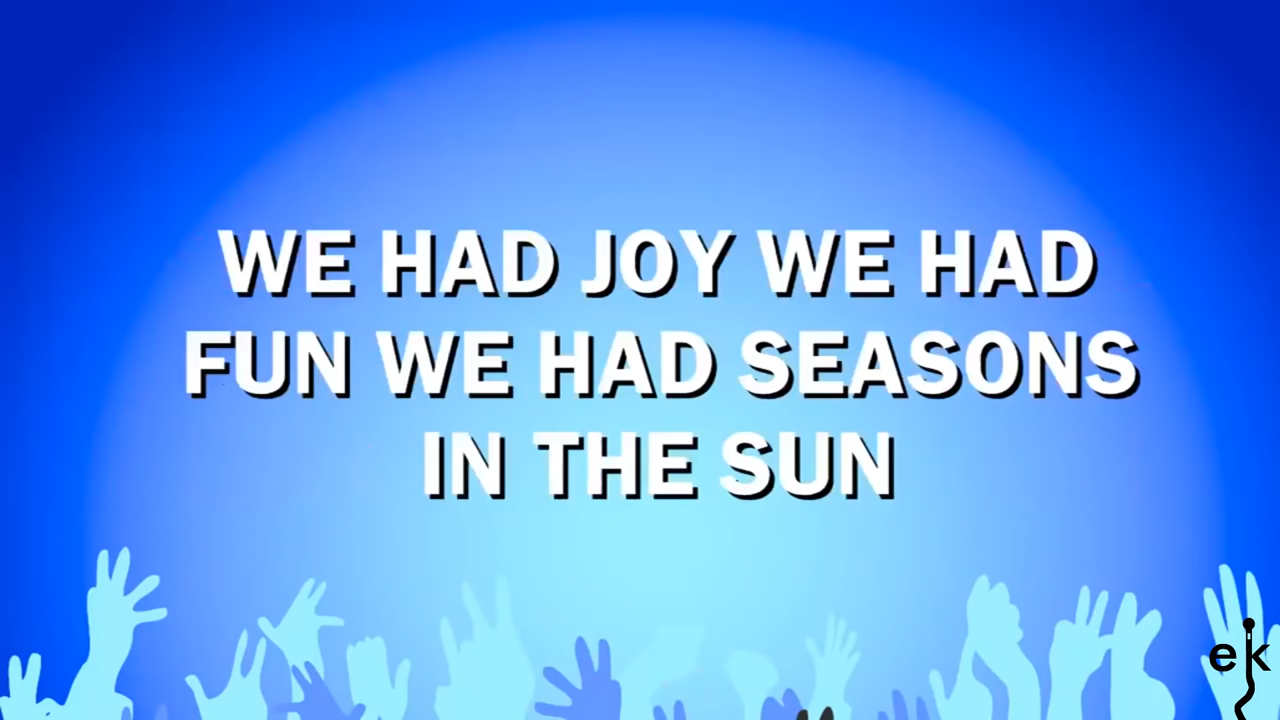 WE HAD JOY WE HAD
FUN WE HAD SEASONS
IN THE SUN
ek